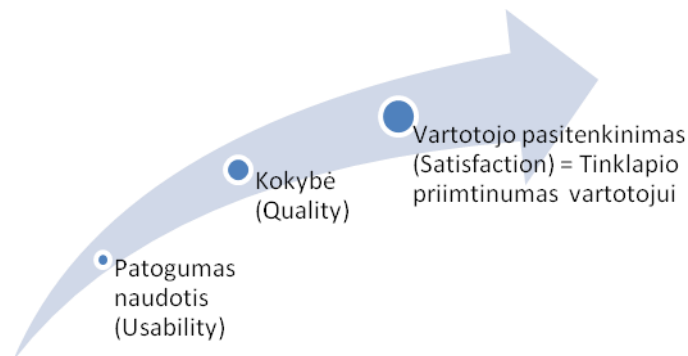 Vartotojo pasitenkinimas
(Satisfaction) = Tinklapio
priimtinumas vartotojui
Kokybė
(Quality)
Patogumas
naudotis
(Usability)